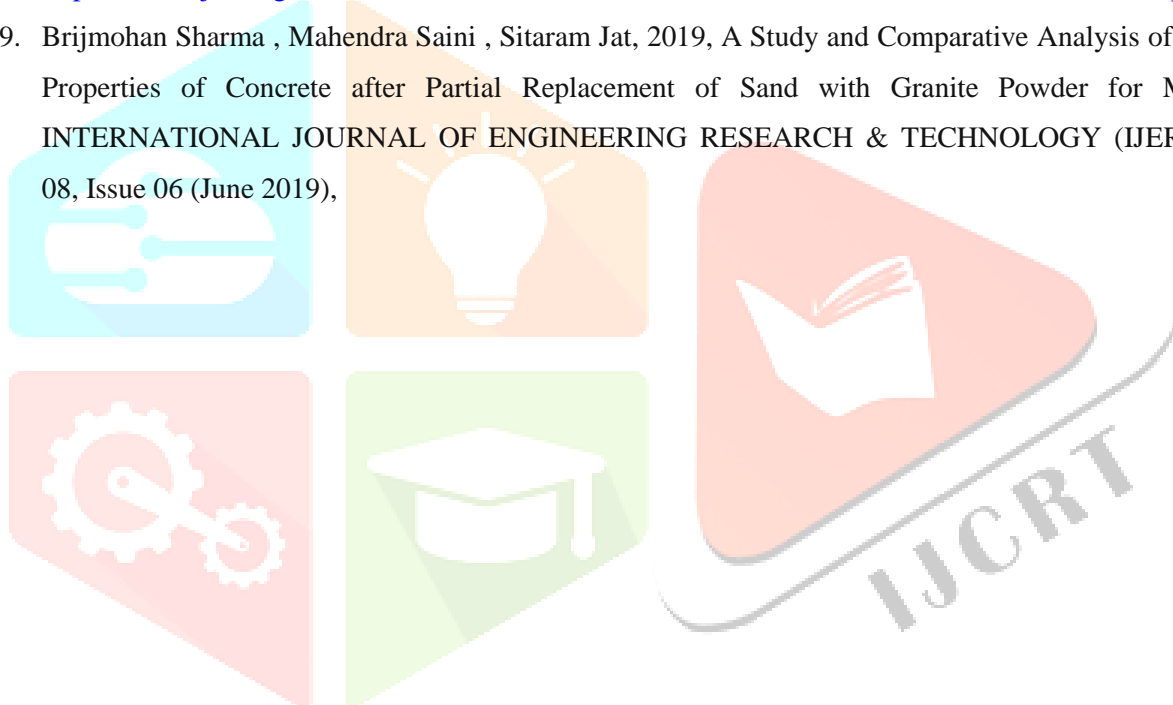 9. Brijmohan Sharma , Mahendra Saini , Sitaram Jat, 2019, A Study and Comparative Analysis of
Properties of Concrete after Partial Replacement of Sand with Granite Powder for
INTERNATIONAL JOURNAL OF ENGINEERING RESEARCH & TECHNOLOGY (IJER
08, Issue 06 (June 2019),
IJCRT